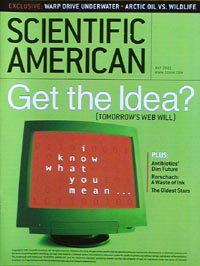 EXCLUSIVE WARP DRIVE UNDERWATER • ARCTIC OIL VS. WILDLIFE
SCIENTIFIC
AMERICAN
MAY 2001
WWW.SCIAM.COM
Get the Idea?
[TOMORROW'S WEB WILL]
i
know
what
you
mean...
PLUS:
Antibiotics'
Dim Future
Rorschach:
A Waste of Ink
The Oldest Stars